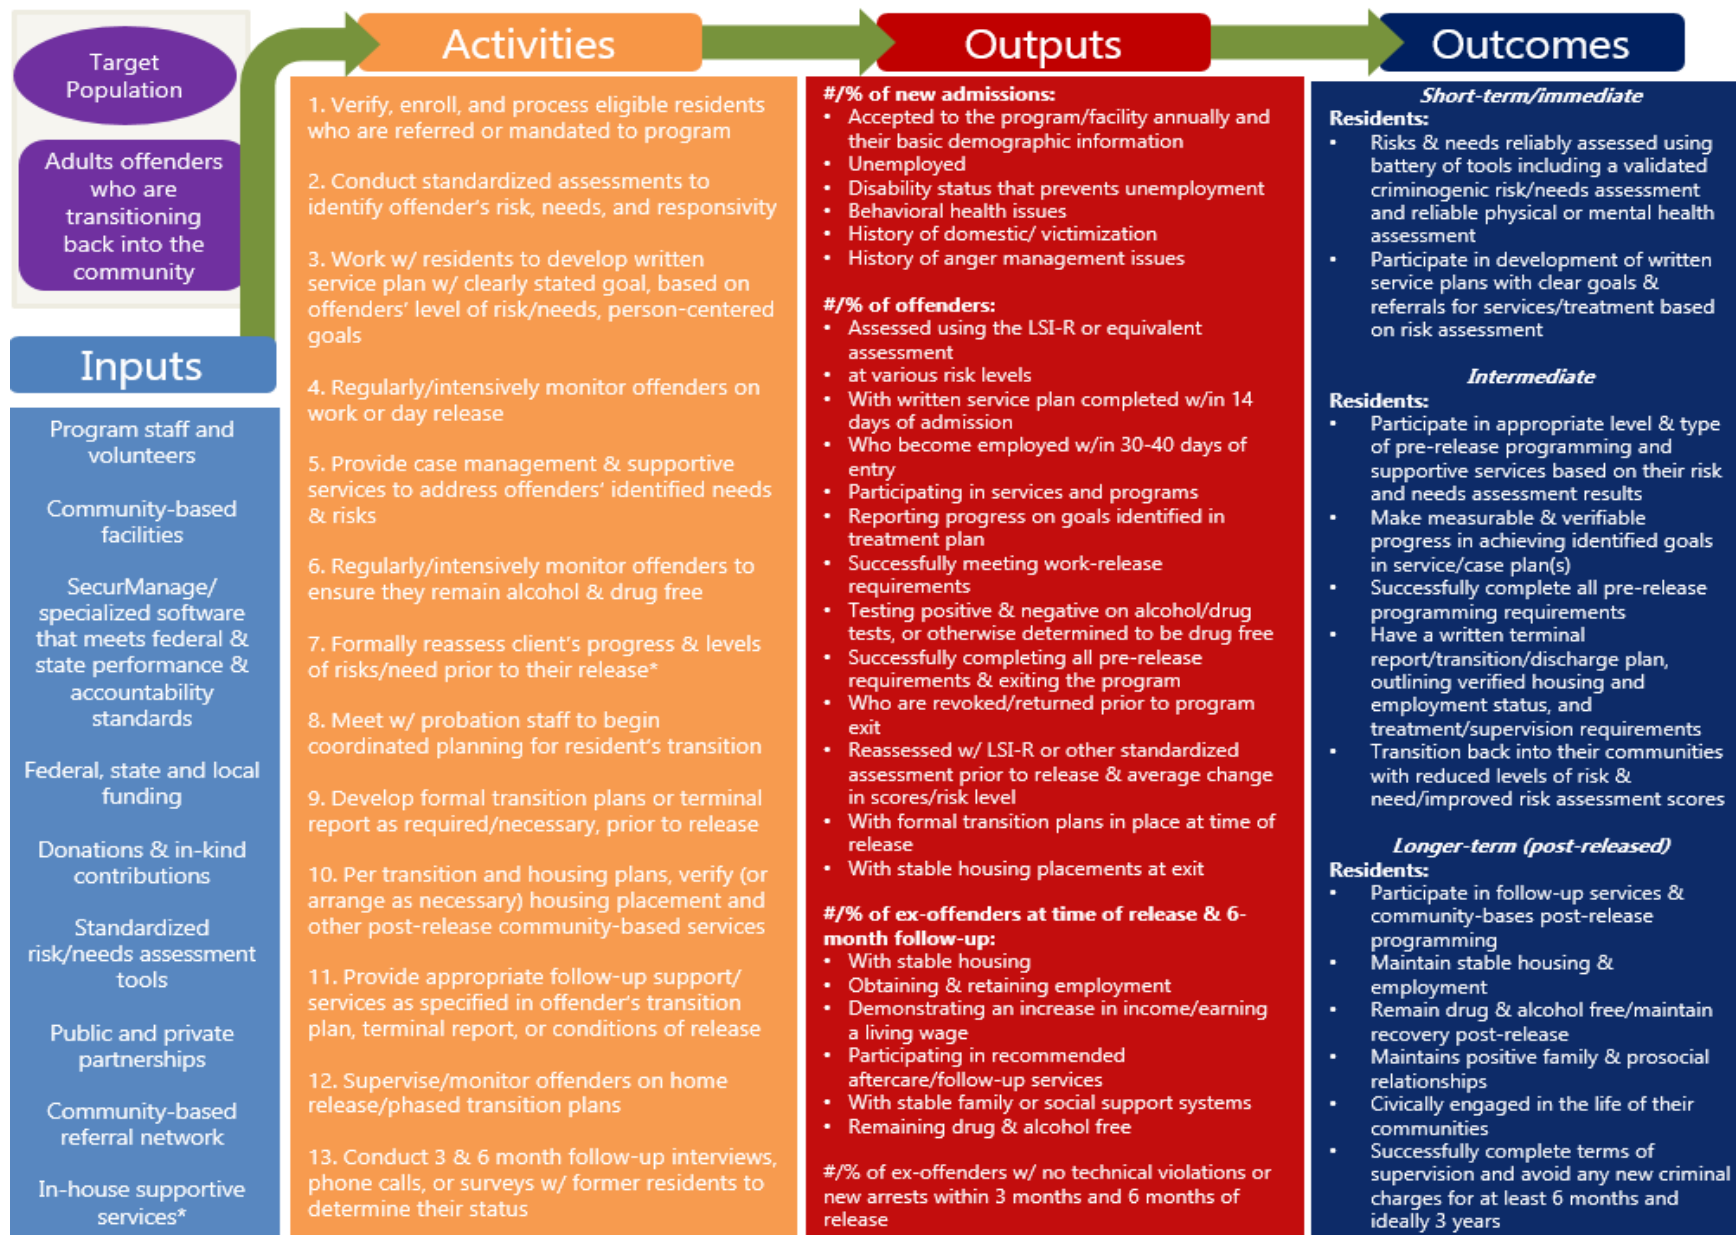 Target
Population
Adults offenders
who are
transitioning
back into the
community
Inputs
Program staff and
volunteers
Community-based
facilities
SecurManage/
specialized software
that meets federal &
state performance &
accountability
standards
Federal, state and local
funding
Donations & in-kind
contributions
Standardized
risk/needs assessment
tools
Public and private
partnerships
Community-based
referral network
In-house supportive
services*
Activities
1. Verify, enroll, and process eligible residents
who are referred or mandated to program
2. Conduct standardized assessments to
identify offender's risk, needs, and responsivity
3. Work w/ residents to develop written
service plan w/ clearly stated goal, based on
offenders' level of risk/needs, person-centered
goals
4. Regularly/intensively monitor offenders on
work or day release
5. Provide case management & supportive
services to address offenders' identified needs
& risks
6. Regularly/intensively monitor offenders to
ensure they remain alcohol & drug free
7. Formally reassess client's progress & levels
of risks/need prior to their release*
8. Meet w/ probation staff to begin
coordinated planning for resident's transition
9. Develop formal transition plans or terminal
report as required/necessary, prior to release
10. Per transition and housing plans, verify (or
arrange as necessary) housing placement and
other post-release community-based services
11. Provide appropriate follow-up support/
services as specified in offender's transition
plan, terminal report, or conditions of release
12. Supervise/monitor offenders on home
release/phased transition plans
13. Conduct 3 & 6 month follow-up interviews,
phone calls, or surveys w/ former residents to
determine their status
Outputs
#/% of new admissions:
• Accepted to the program/facility annually and
their basic demographic information
• Unemployed
• Disability status that prevents unemployment
• Behavioral health issues
• History of domestic/ victimization
• History of anger management issues
#/% of offenders:
• Assessed using the LSI-R or equivalent
assessment
• at various risk levels
• With written service plan completed w/in 14
days of admission
• Who become employed w/in 30-40 days of
entry
• Participating in services and programs
• Reporting progress on goals identified in
treatment plan
• Successfully meeting work-release
requirements
• Testing positive & negative on alcohol/drug
tests, or otherwise determined to be drug free
• Successfully completing all pre-release
requirements & exiting the program
• Who are revoked/returned prior to program
exit
• Reassessed w/ LSI-R or other standardized
assessment prior to release & average change
in scores/risk level
• With formal transition plans in place at time of
release
• With stable housing placements at exit
#/% of ex-offenders at time of release & 6-
month follow-up:
• With stable housing
• Obtaining & retaining employment
• Demonstrating an increase in income/earning
a living wage
• Participating in recommended
aftercare/follow-up services
• With stable family or social support systems
• Remaining drug & alcohol free
#/% of ex-offenders w/ no technical violations or
new arrests within 3 months and 6 months of
release
Outcomes
Short-term/immediate
Residents:
• Risks & needs reliably assessed using
battery of tools including a validated
criminogenic risk/needs assessment
and reliable physical or mental health
assessment
• Participate in development of written
service plans with clear goals &
referrals for services/treatment based
on risk assessment
Intermediate
Residents:
• Participate in appropriate level & type
of pre-release programming and
supportive services based on their risk
and needs assessment results
• Make measurable & verifiable
progress in achieving identified goals
in service/case plan(s)
• Successfully complete all pre-release
programming requirements
• Have a written terminal
report/transition/discharge plan,
outlining verified housing and
employment status, and
treatment/supervision requirements
• Transition back into their communities
with reduced levels of risk &
need/improved risk assessment scores
Longer-term (post-released)
Residents:
• Participate in follow-up services &
community-bases post-release
programming
• Maintain stable housing &
employment
• Remain drug & alcohol free/maintain
recovery post-release
• Maintains positive family & prosocial
relationships
• Civically engaged in the life of their
communities
• Successfully complete terms of
supervision and avoid any new criminal
charges for at least 6 months and
ideally 3 years